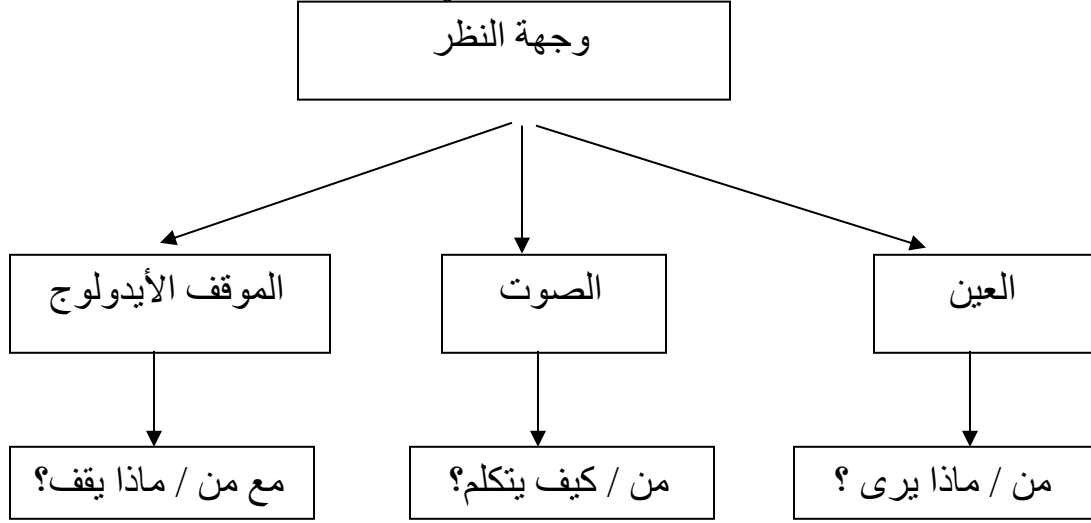 وجهة النظر
العين
الصوت
الموقف الأيدولوج
من / ماذا يرى ؟
من / كيف يتكلم؟
مع من / ماذا يقف؟